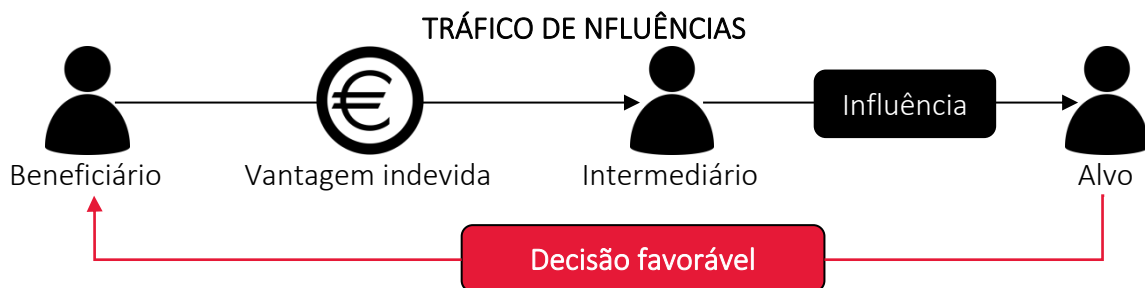 TRÁFICO DE NFLUÊNCIAS
€
Influência
Beneficiário
Vantagem indevida
Intermediário
Alvo
Decisão favorável